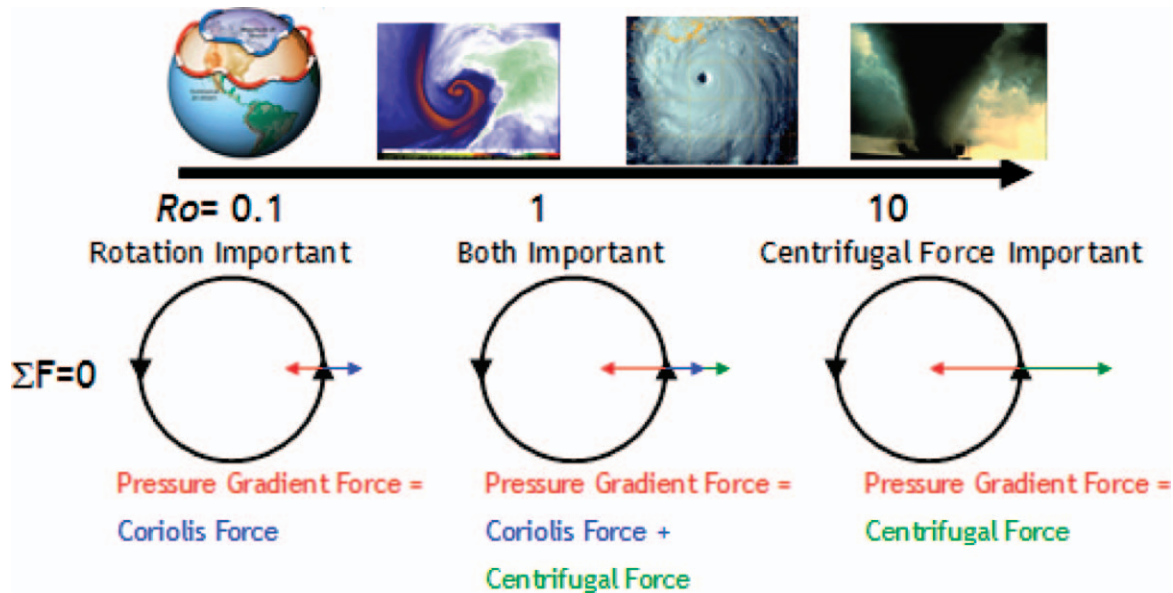 Ro= 0.1
1
10
Rotation Important
Both Important
Centrifugal Force Important
ΣF=0
Pressure Gradient Force =
Coriolis Force
Pressure Gradient Force =
Coriolis Force +
Centrifugal Force
Pressure Gradient Force =
Centrifugal Force